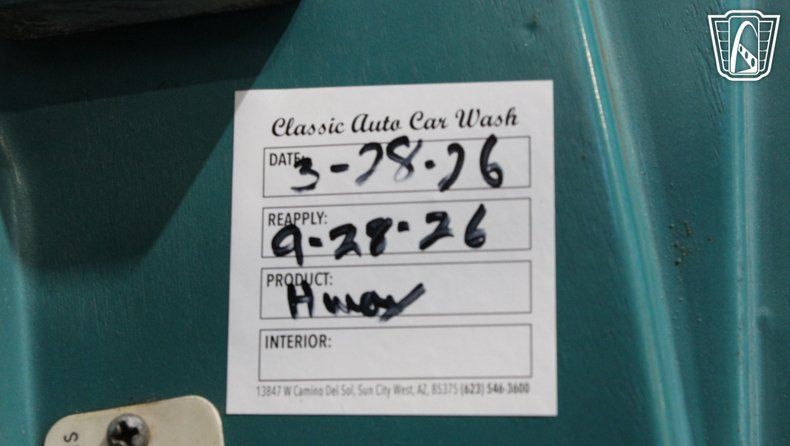 Classic Auto Car Wash
DATE: 3-28-26
REAPPLY: 9-28-26
PRODUCT: H wax
INTERIOR:
13847 W Camino Del Sol, Sun City West, AZ, 85375 (623) 546-3600